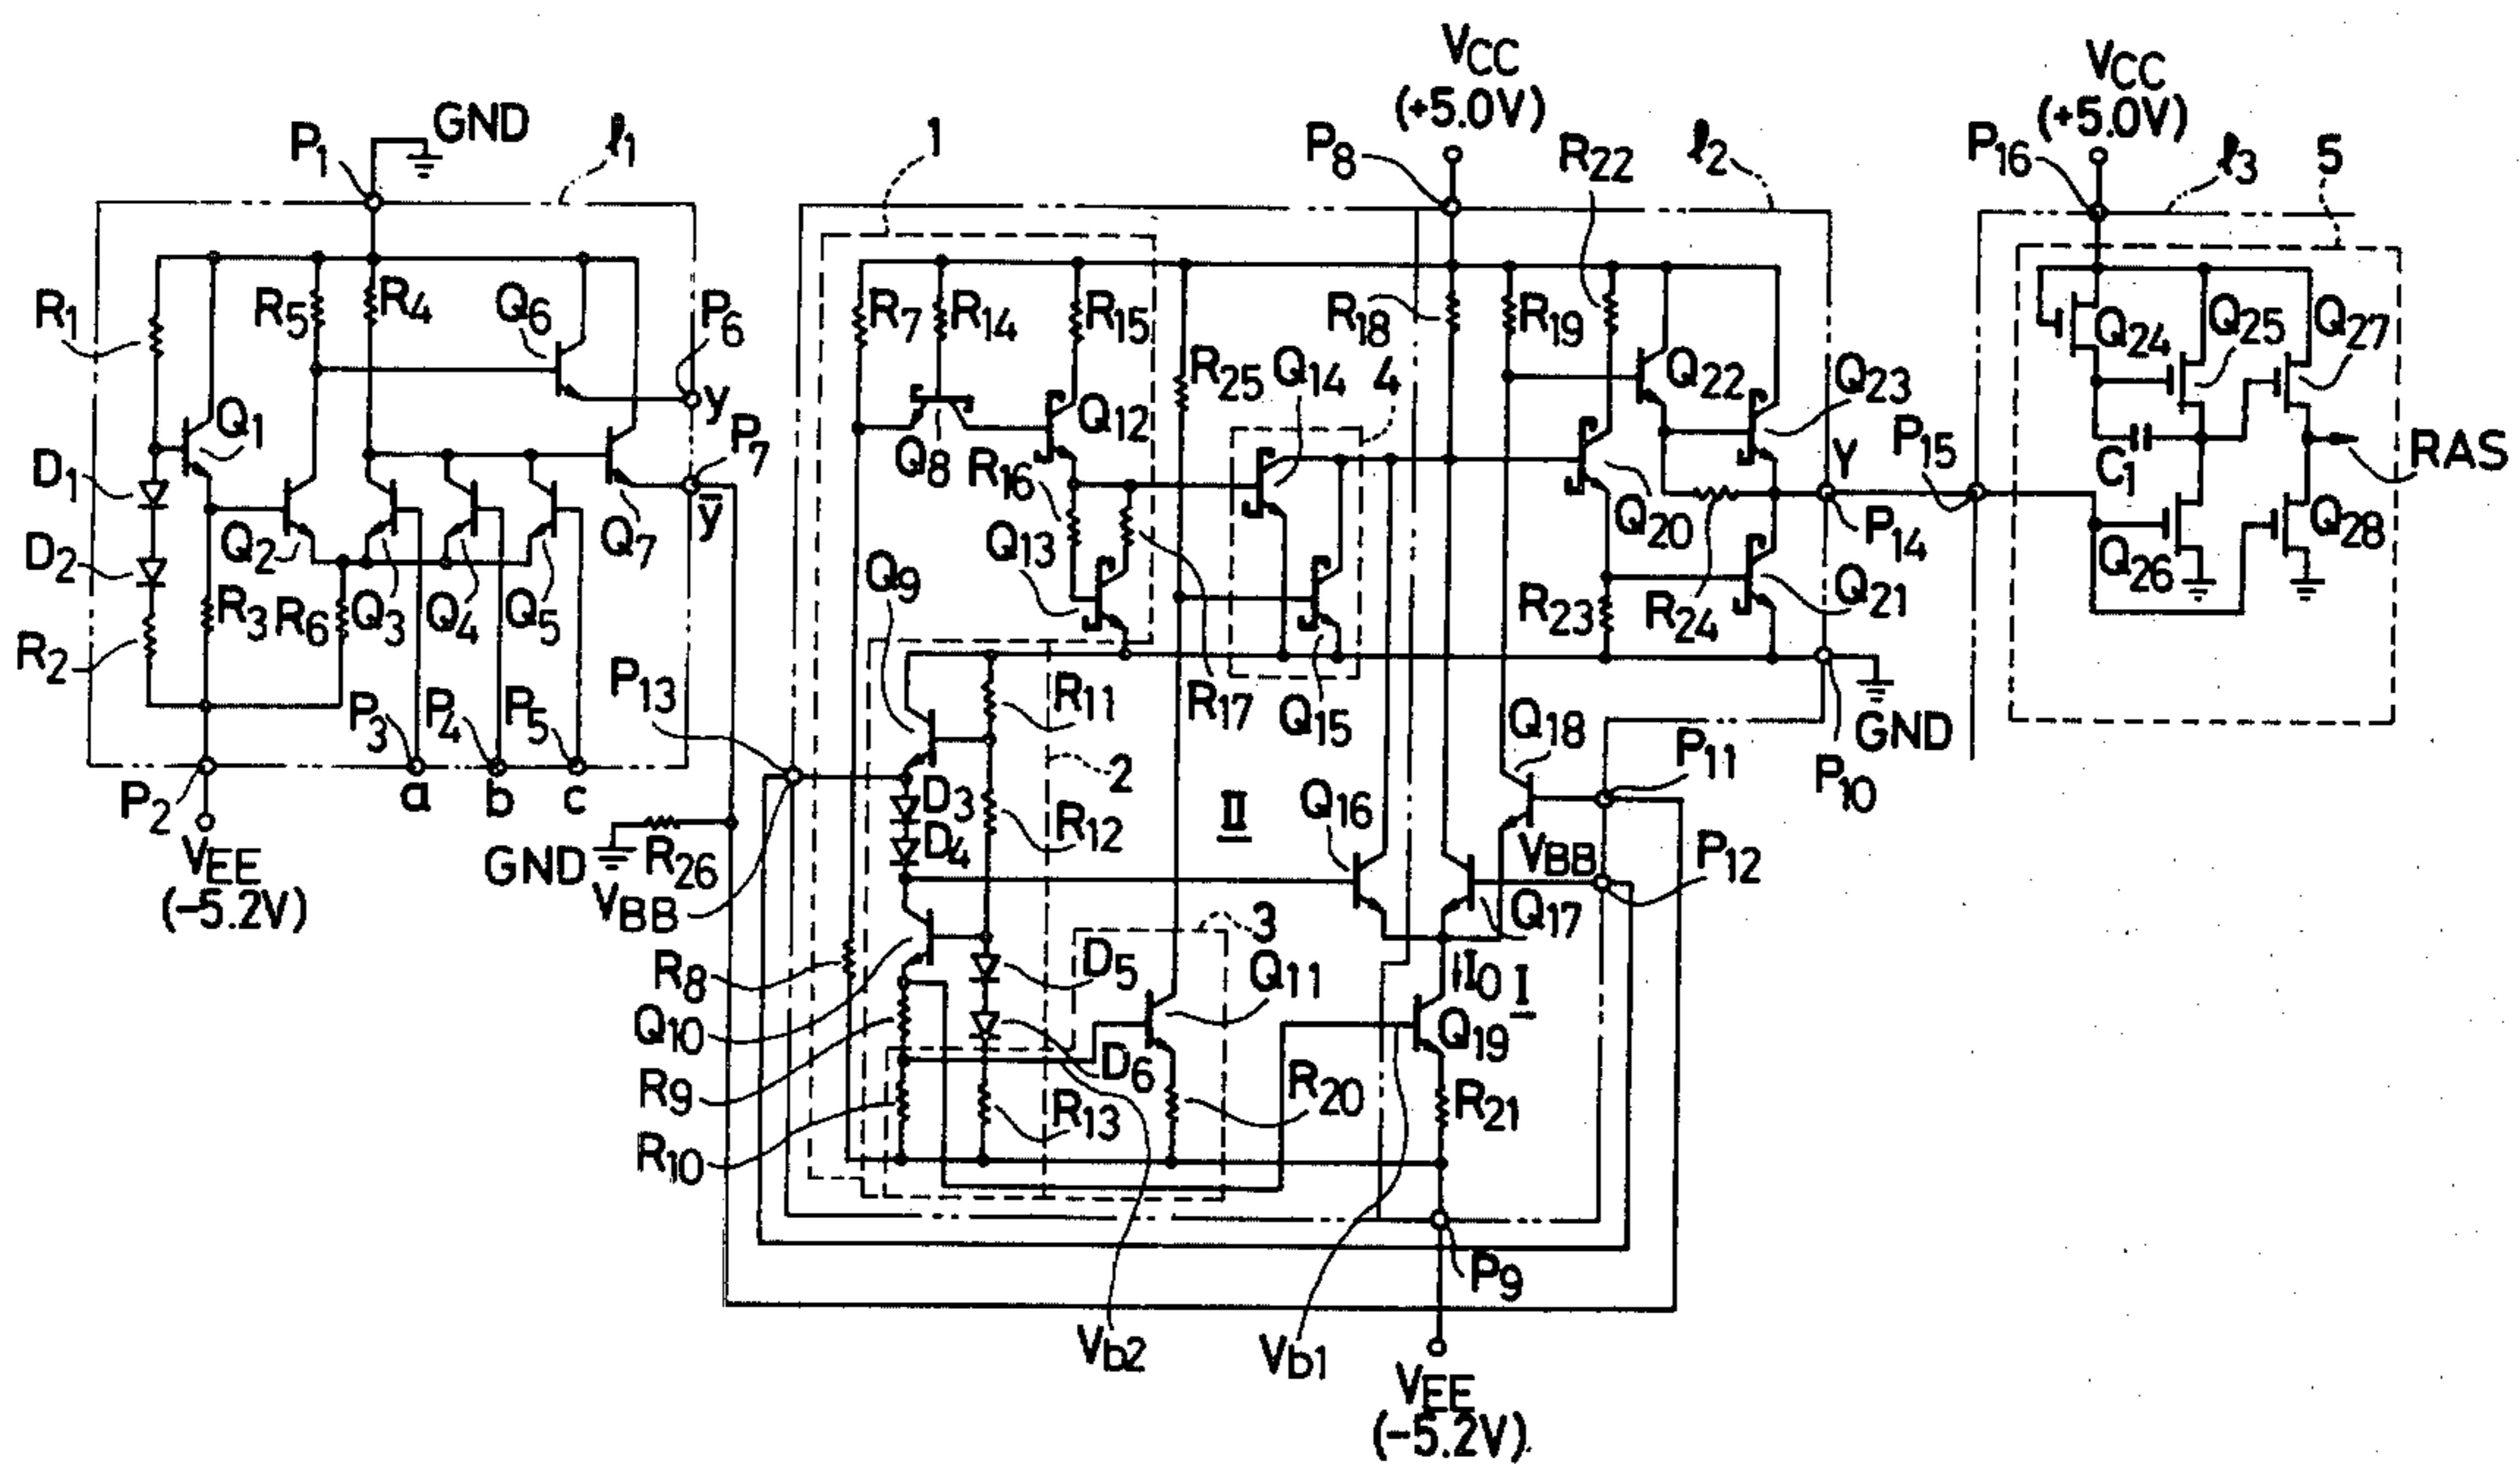 GND
P1
ℓ1
R1
R5
R4
Q6
P6
y
P7
ȳ
Q1
D1
D2
R2
Q2
R3
R6
Q3
Q4
Q5
Q7
P3
P4
P5
a
b
c
P2
VEE
(-5.2V)
GND
R26
VBB
P13
1
VCC
(+5.0V)
P8
ℓ2
R22
R7
R14
R15
R18
R19
Q8
Q12
R25
Q14
4
Q22
Q23
R16
Q13
Q20
Y
P14
Q9
R17
Q15
R23
R24
Q21
R11
2
R12
D3
D4
II
Q16
Q18
P11
P10
GND
VBB
P12
Q17
3
D5
Q11
I0
I
R8
Q10
Q19
D6
R9
R13
R20
R21
R10
P9
Vb2
Vb1
VEE
(-5.2V)
VCC
(+5.0V)
P16
ℓ3
5
Q24
Q25
Q27
P15
C1
RAS
Q26
Q28